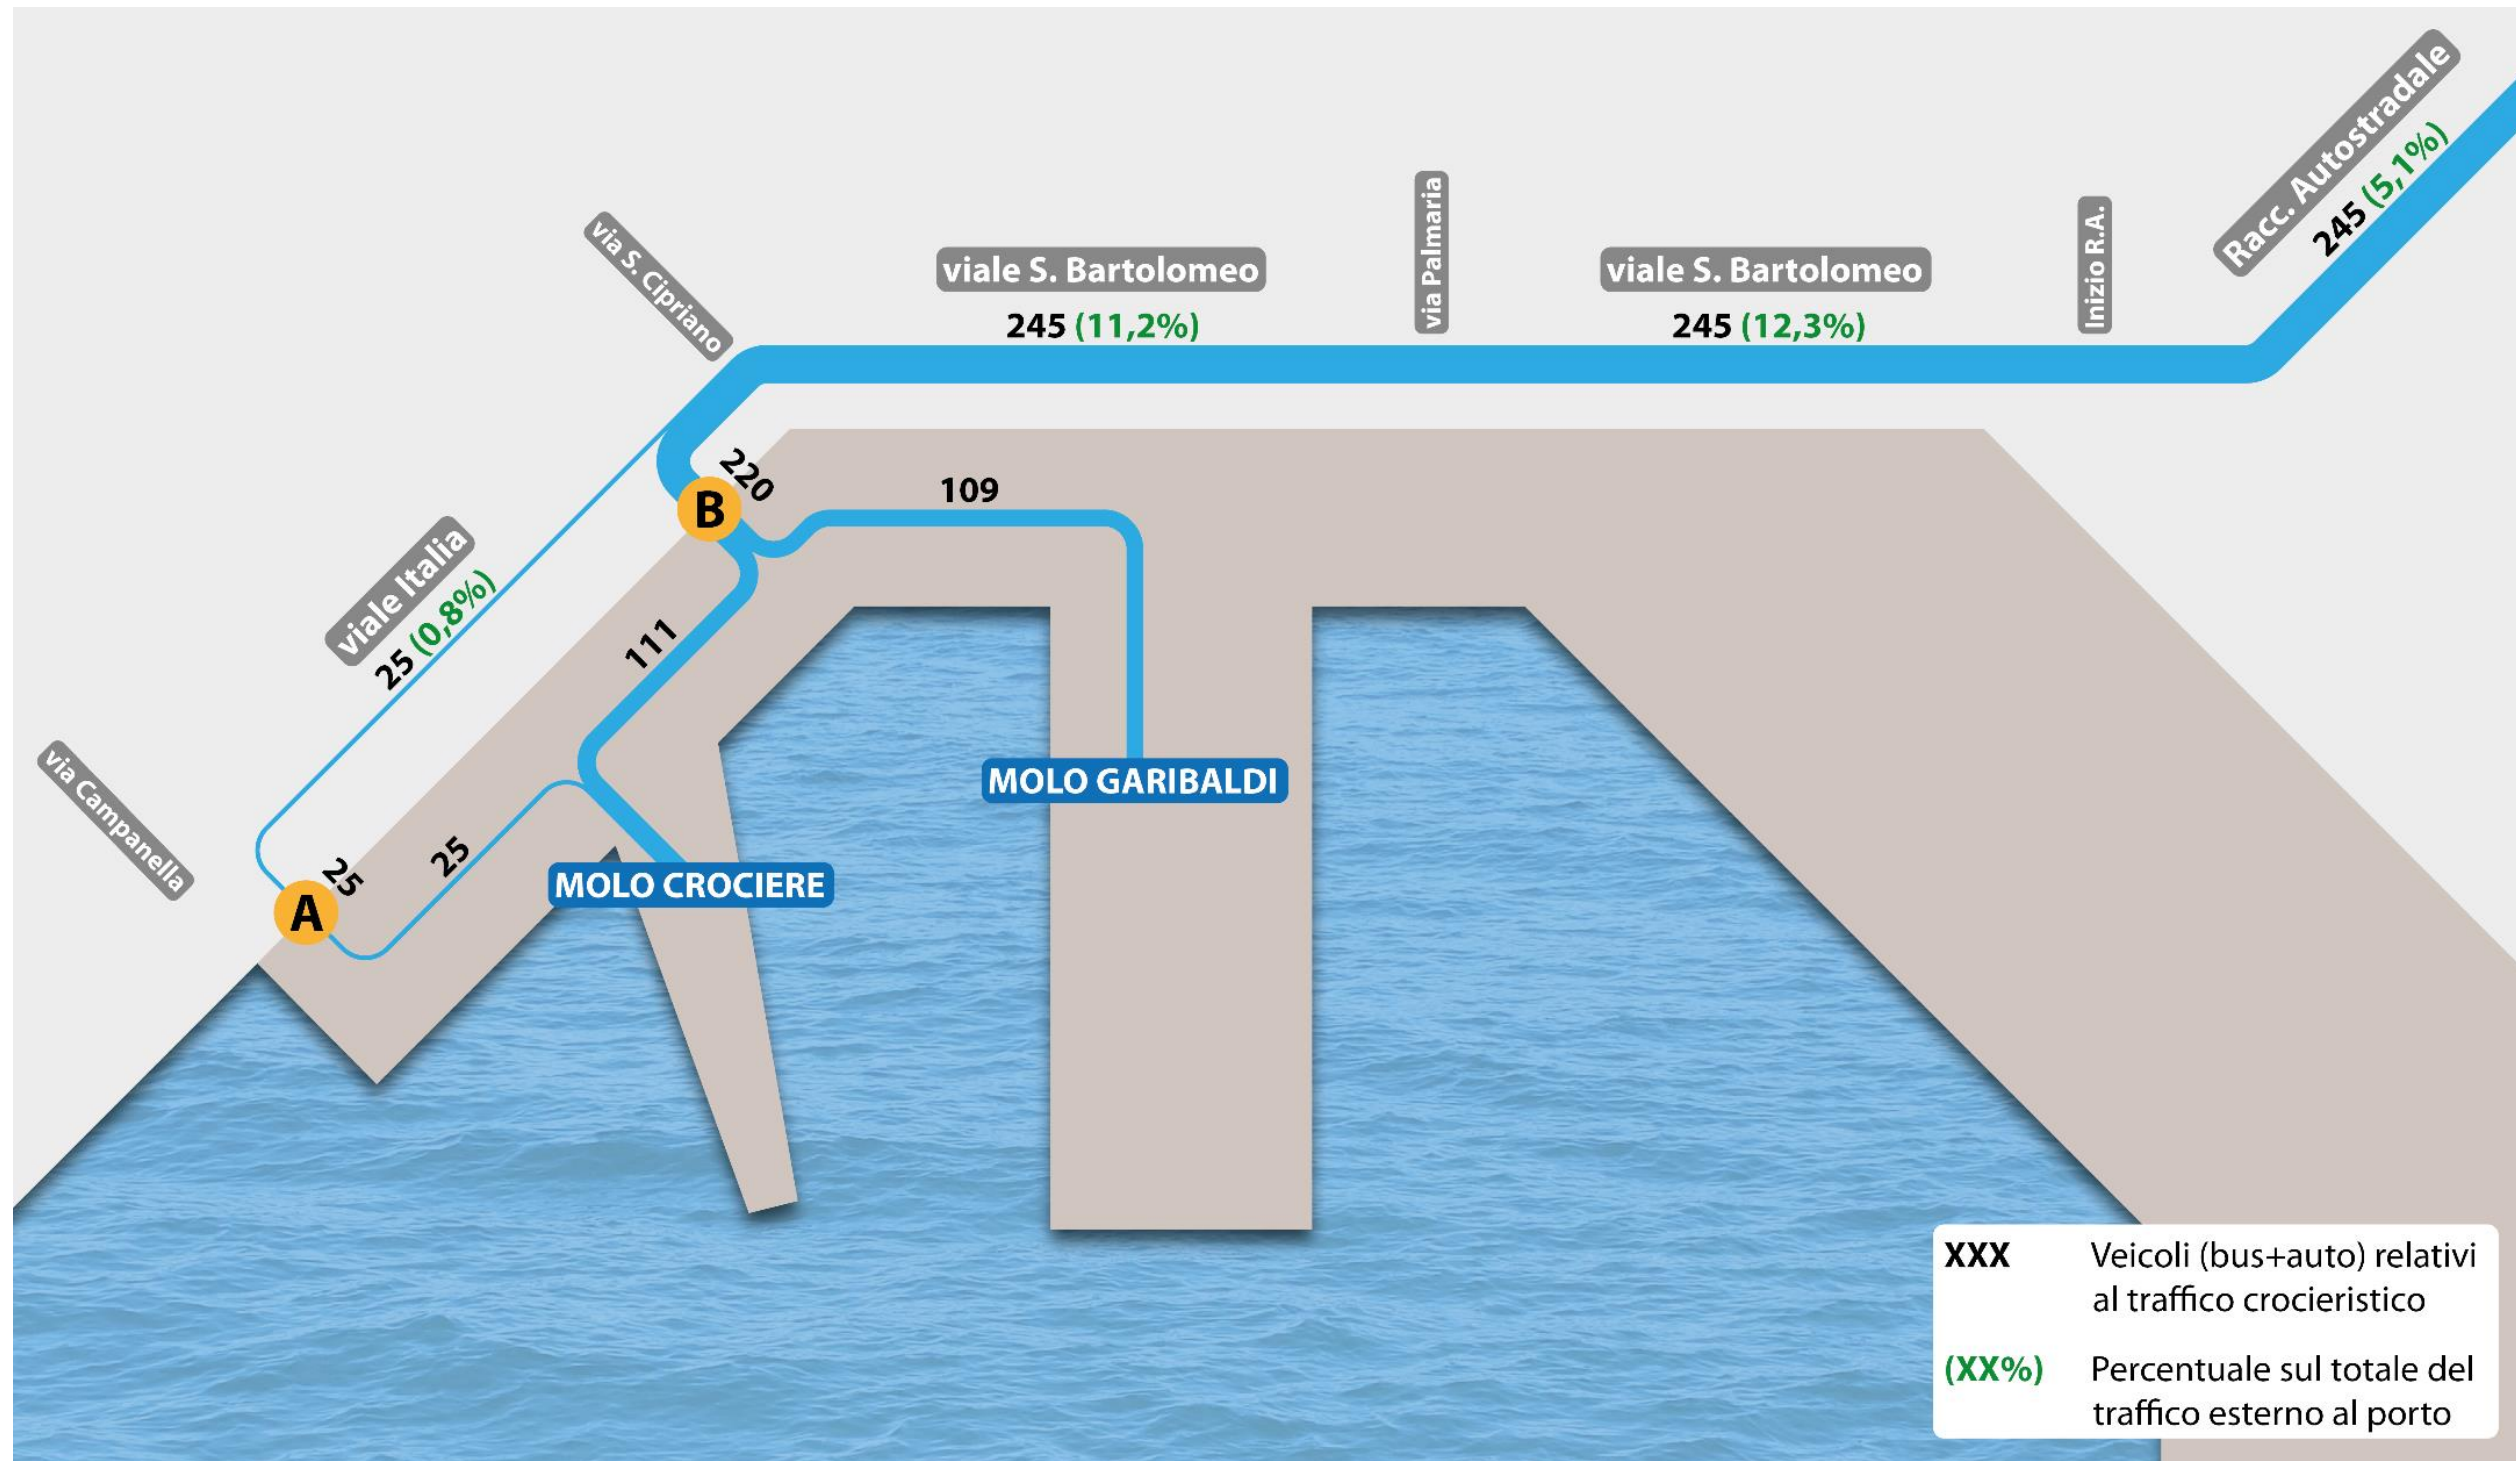 Racc. Autostradale
245 (5,1%)
Inizio R.A.
viale S. Bartolomeo
245 (12,3%)
via Palmaria
viale S. Bartolomeo
245 (11,2%)
via S. Cipriano
220
B
109
viale Italia
25 (0,8%)
111
via Campanella
25
25
A
MOLO GARIBALDI
MOLO CROCIERE
XXX Veicoli (bus+auto) relativi
al traffico crocieristico
(XX%) Percentuale sul totale del
traffico esterno al porto